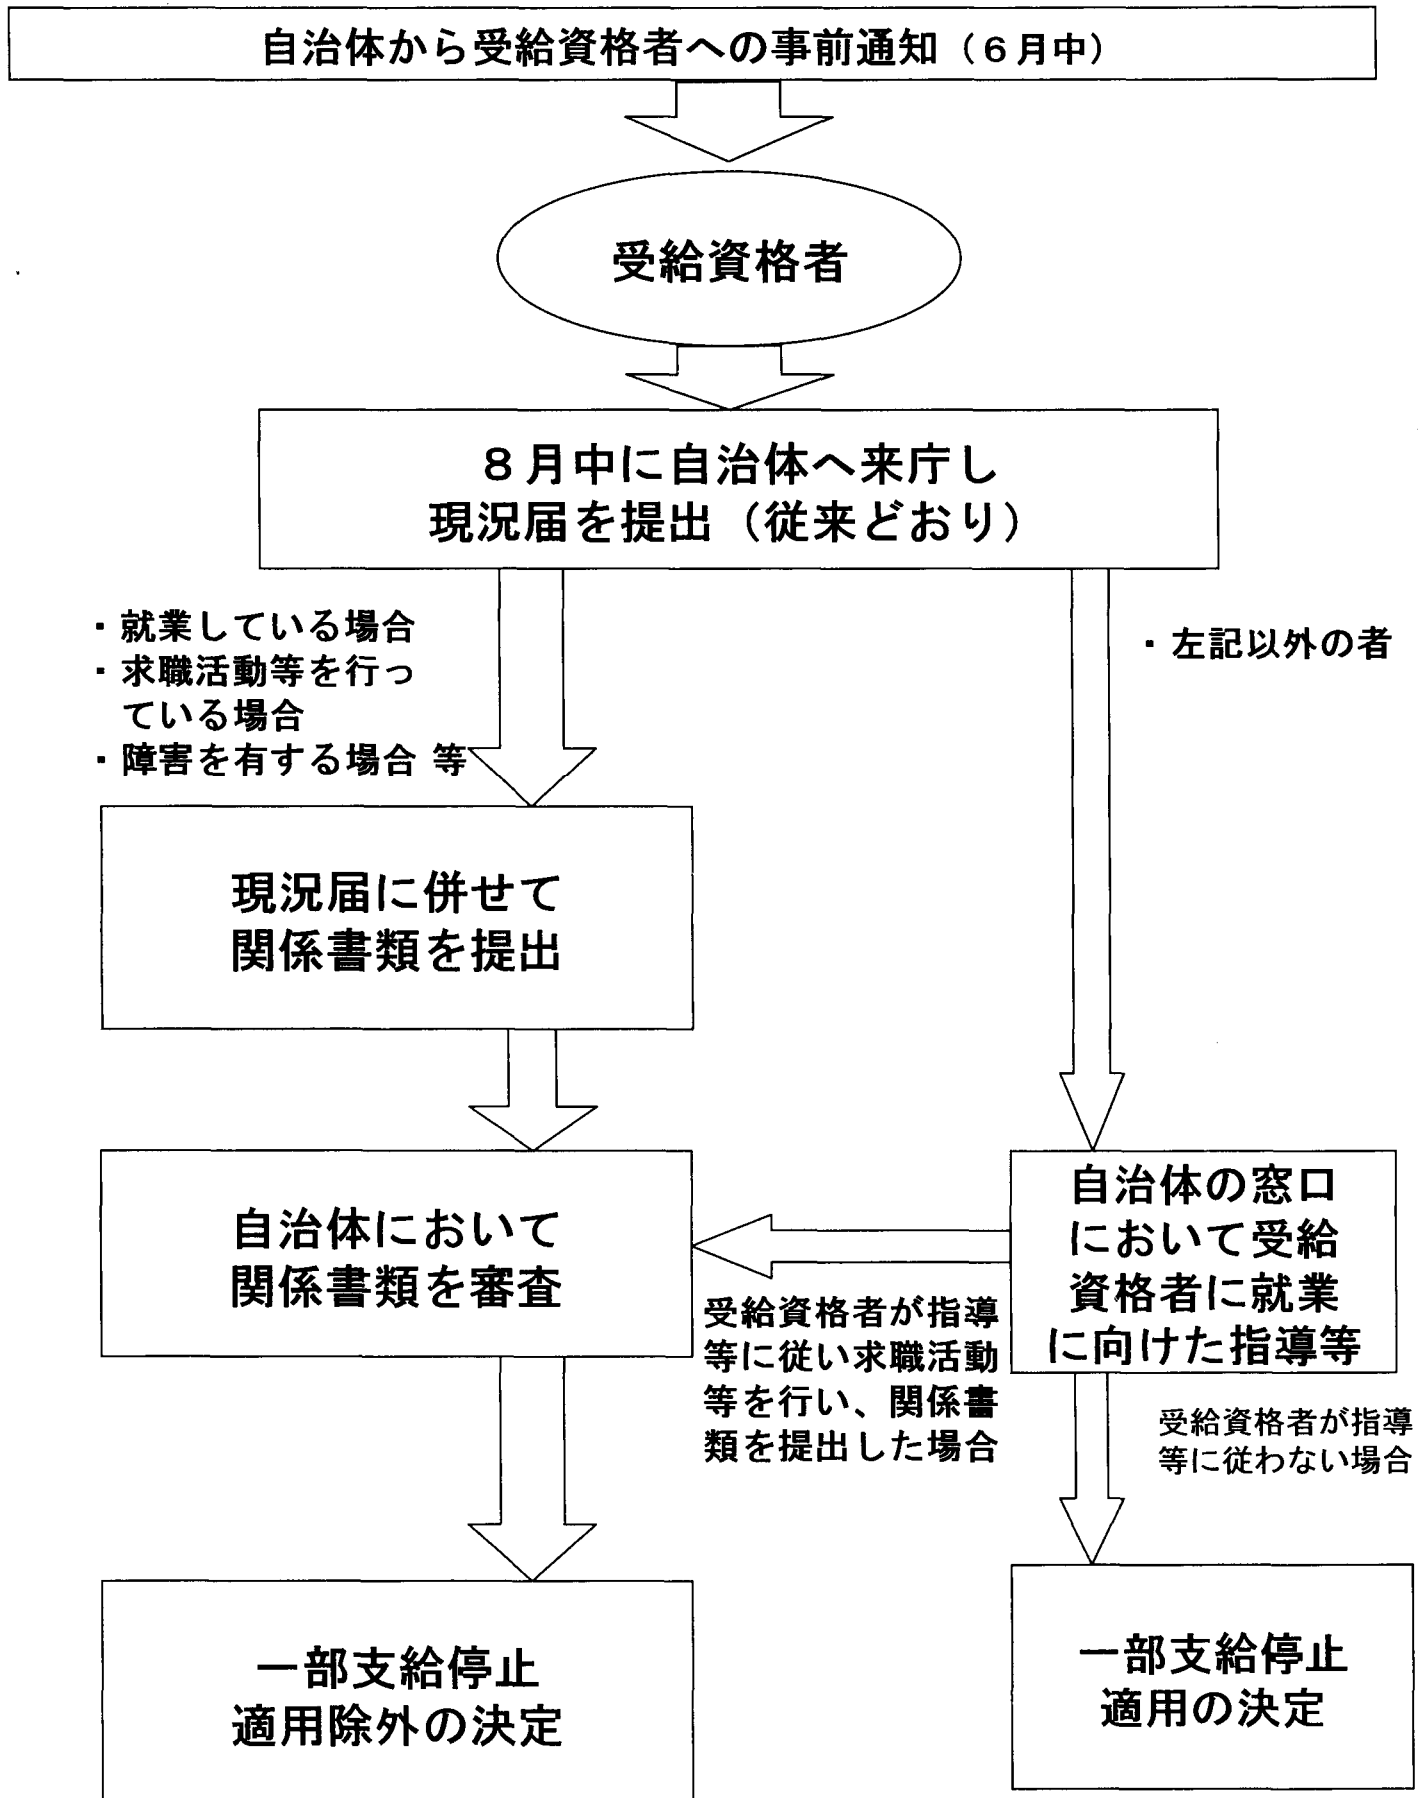 自治体から受給資格者への事前通知（６月中）
受給資格者
８月中に自治体へ来庁し
現況届を提出（従来どおり）
・就業している場合
・求職活動等を行っ
ている場合
・障害を有する場合 等
・左記以外の者
現況届に併せて
関係書類を提出
自治体において
関係書類を審査
自治体の窓口
において受給
資格者に就業
に向けた指導等
受給資格者が指導
等に従い求職活動
等を行い、関係書
類を提出した場合
受給資格者が指導
等に従わない場合
一部支給停止
適用除外の決定
一部支給停止
適用の決定